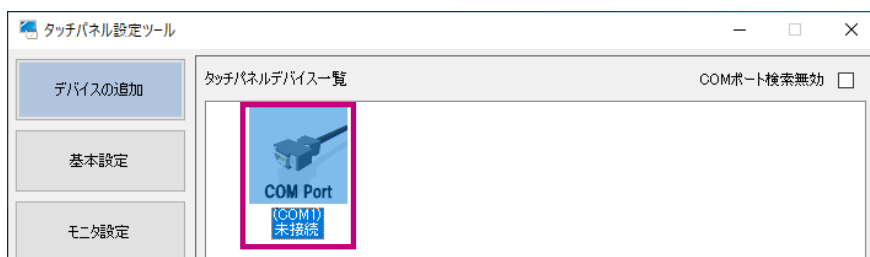 タッチパネル設定ツール
デバイスの追加
タッチパネルデバイス一覧
COMポート検索無効
基本設定
COM Port
(COM1)
未接続
モニタ設定